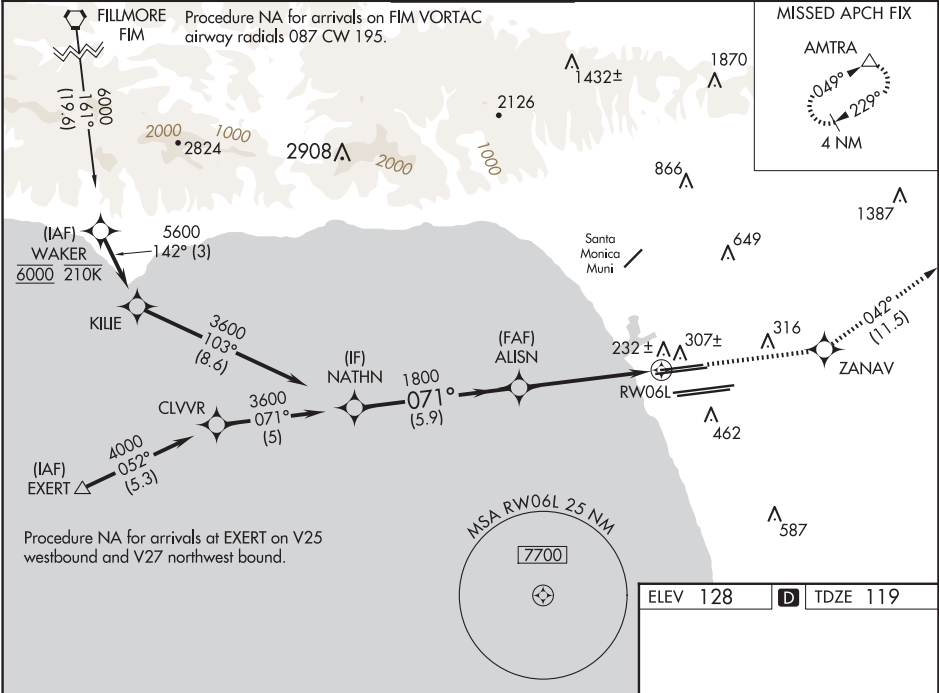 FILLMORE
FIM
Procedure NA for arrivals on FIM VORTAC
airway radials 087 CW 195.
MISSED APCH FIX
AMTRA
049°
229°
4 NM
6000
161°
(19.6)
1432±
1870
2126
2000
1000
2824
2908
2000
1000
866
1387
649
Santa
Monica
Muni
(IAF)
WAKER
6000 210K
5600
142° (3)
KILIE
3600
103°
(8.6)
042°
(11.5)
316
232 ±
307±
ZANAV
RW06L
(FAF)
ALISN
(IF)
NATHN
1800
071°
(5.9)
CLVVR
3600
071°
(5)
462
4000
052°
(5.3)
(IAF)
EXERT
587
Procedure NA for arrivals at EXERT on V25
westbound and V27 northwest bound.
MSA RW06L 25 NM
7700
ELEV 128 D TDZE 119